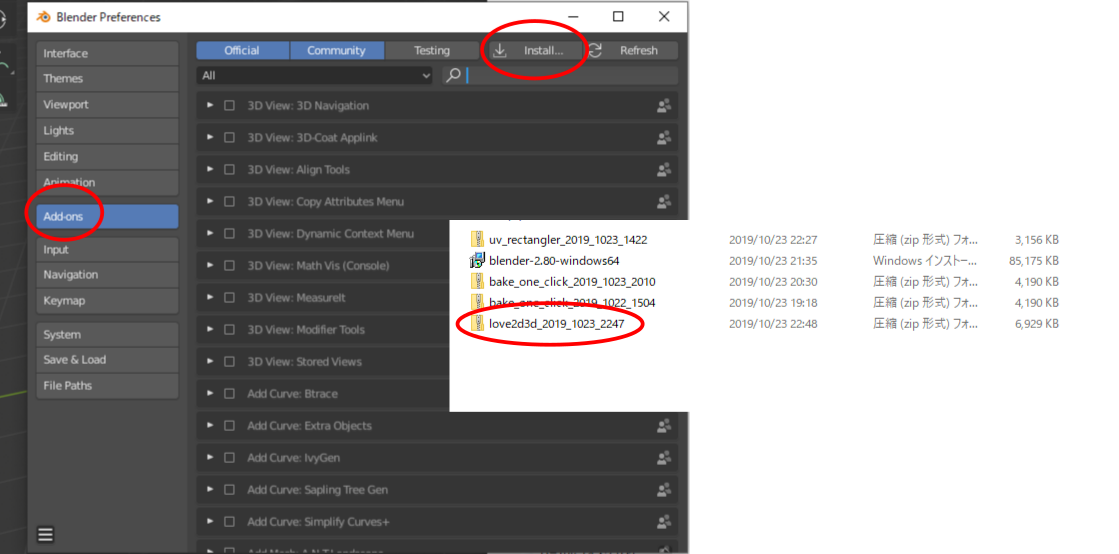 Blender Preferences
Interface
Themes
Viewport
Lights
Editing
Animation
Add-ons
Input
Navigation
Keymap
System
Save & Load
File Paths
Official
Community
Testing
Install...
Refresh
All
3D View: 3D Navigation
3D View: 3D-Coat Applink
3D View: Align Tools
3D View: Copy Attributes Menu
3D View: Dynamic Context Menu
3D View: Math Vis (Console)
3D View: MeasureIt
3D View: Modifier Tools
3D View: Stored Views
Add Curve: Btrace
Add Curve: Extra Objects
Add Curve: IvyGen
Add Curve: Sapling Tree Gen
Add Curve: Simplify Curves+
uv_rectangler_2019_1023_1422 2019/10/23 22:27 圧縮 (zip 形式) フォ... 3,156 KB
blender-2.80-windows64 2019/10/23 21:35 Windows インストー... 85,175 KB
bake_one_click_2019_1023_2010 2019/10/23 20:30 圧縮 (zip 形式) フォ... 4,190 KB
bake_one_click_2019_1022_1504 2019/10/23 19:18 圧縮 (zip 形式) フォ... 4,190 KB
love2d3d_2019_1023_2247 2019/10/23 22:48 圧縮 (zip 形式) フォ... 6,929 KB